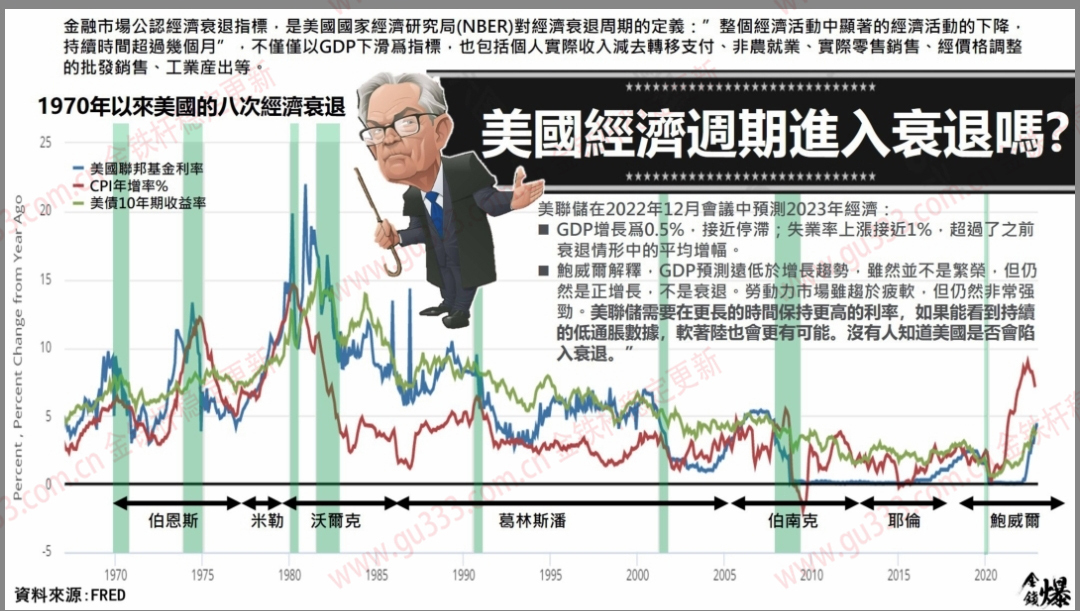 金融市場公認經濟衰退指標，是美國國家經濟研究局(NBER)對經濟衰退周期的定義："整個經濟活動中顯著的經濟活動的下降，
持續時間超過幾個月"，不僅僅以GDP下滑爲指標，也包括個人實際收入減去轉移支付、非農就業、實際零售銷售、經價格調整
的批發銷售、工業産出等。
1970年以來美國的八次經濟衰退
美國經濟週期進入衰退嗎?
美國聯邦基金利率
CPI年增率%
美債10年期收益率
美聯儲在2022年12月會議中預測2023年經濟：
■ GDP增長爲0.5%，接近停滯；失業率上漲接近1%，超過了之前
衰退情形中的平均增幅。
■ 鮑威爾解釋，GDP預測遠低於增長趨勢，雖然並不是繁榮，但仍
然是正增長，不是衰退。勞動力市場雖趨於疲軟，但仍然非常强
勁。美聯儲需要在更長的時間保持更高的利率，如果能看到持續
的低通脹數據，軟著陸也會更有可能。沒有人知道美國是否會陷
入衰退。”
Percent , Percent Change from Year Ago
25
20
15
10
5
0
-5
伯恩斯 米勒 沃爾克 葛林斯潘 伯南克 耶倫 鮑威爾
1970 1975 1980 1985 1990 1995 2000 2005 2010 2015 2020
資料來源:FRED
金錢爆
www.gu333.com.cn 金铁杆稳定更新